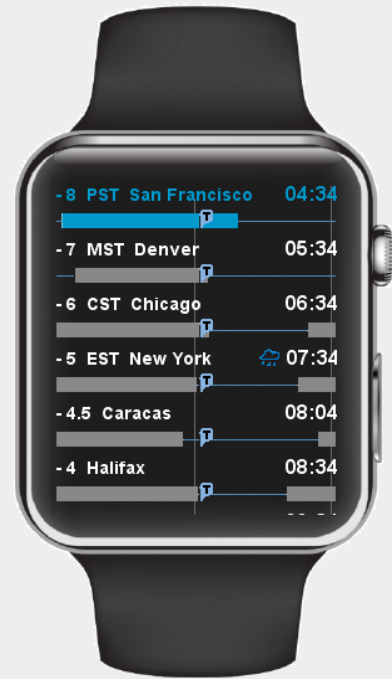 -8 PST San Francisco 04:34
T
-7 MST Denver 05:34
T
-6 CST Chicago 06:34
T
-5 EST New York 07:34
T
-4.5 Caracas 08:04
T
-4 Halifax 08:34
T